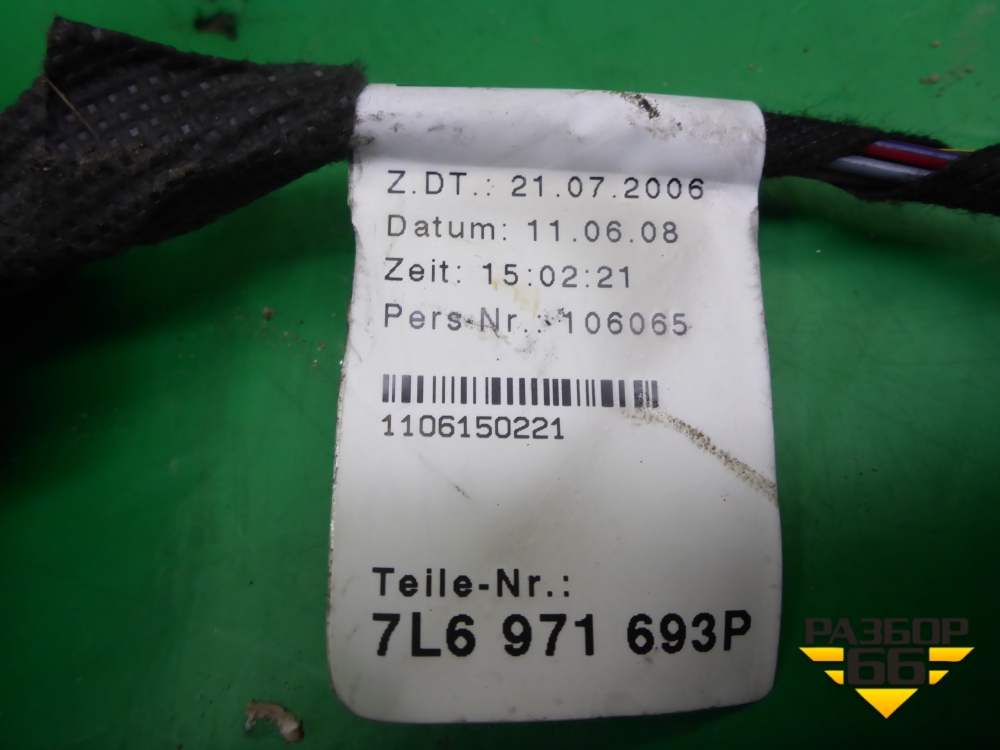 Z.DT.: 21.07.2006
Datum: 11.06.08
Zeit: 15:02:21
Pers-Nr.: 106065
1106150221
Teile-Nr.:
7L6 971 693P
РАЗБОР
66